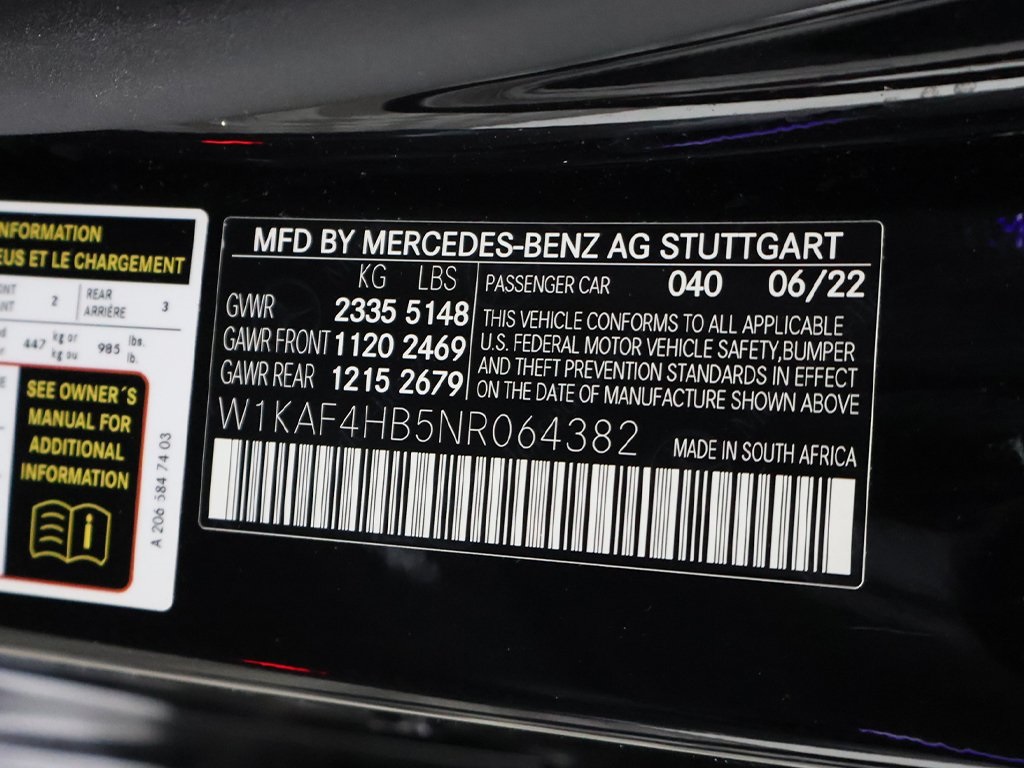 INFORMATION
EUS ET LE CHARGEMENT
2 REAR ARRIÈRE 3
447 kg or kg ou 985 lbs. lb.
SEE OWNER´S
MANUAL FOR
ADDITIONAL
INFORMATION
A 206 584 74 03
MFD BY MERCEDES-BENZ AG STUTTGART
KG LBS
GVWR 2335 5148
GAWR FRONT 1120 2469
GAWR REAR 1215 2679
PASSENGER CAR 040 06/22
THIS VEHICLE CONFORMS TO ALL APPLICABLE
U.S. FEDERAL MOTOR VEHICLE SAFETY,BUMPER
AND THEFT PREVENTION STANDARDS IN EFFECT
ON THE DATE OF MANUFACTURE SHOWN ABOVE
W1KAF4HB5NR064382
MADE IN SOUTH AFRICA